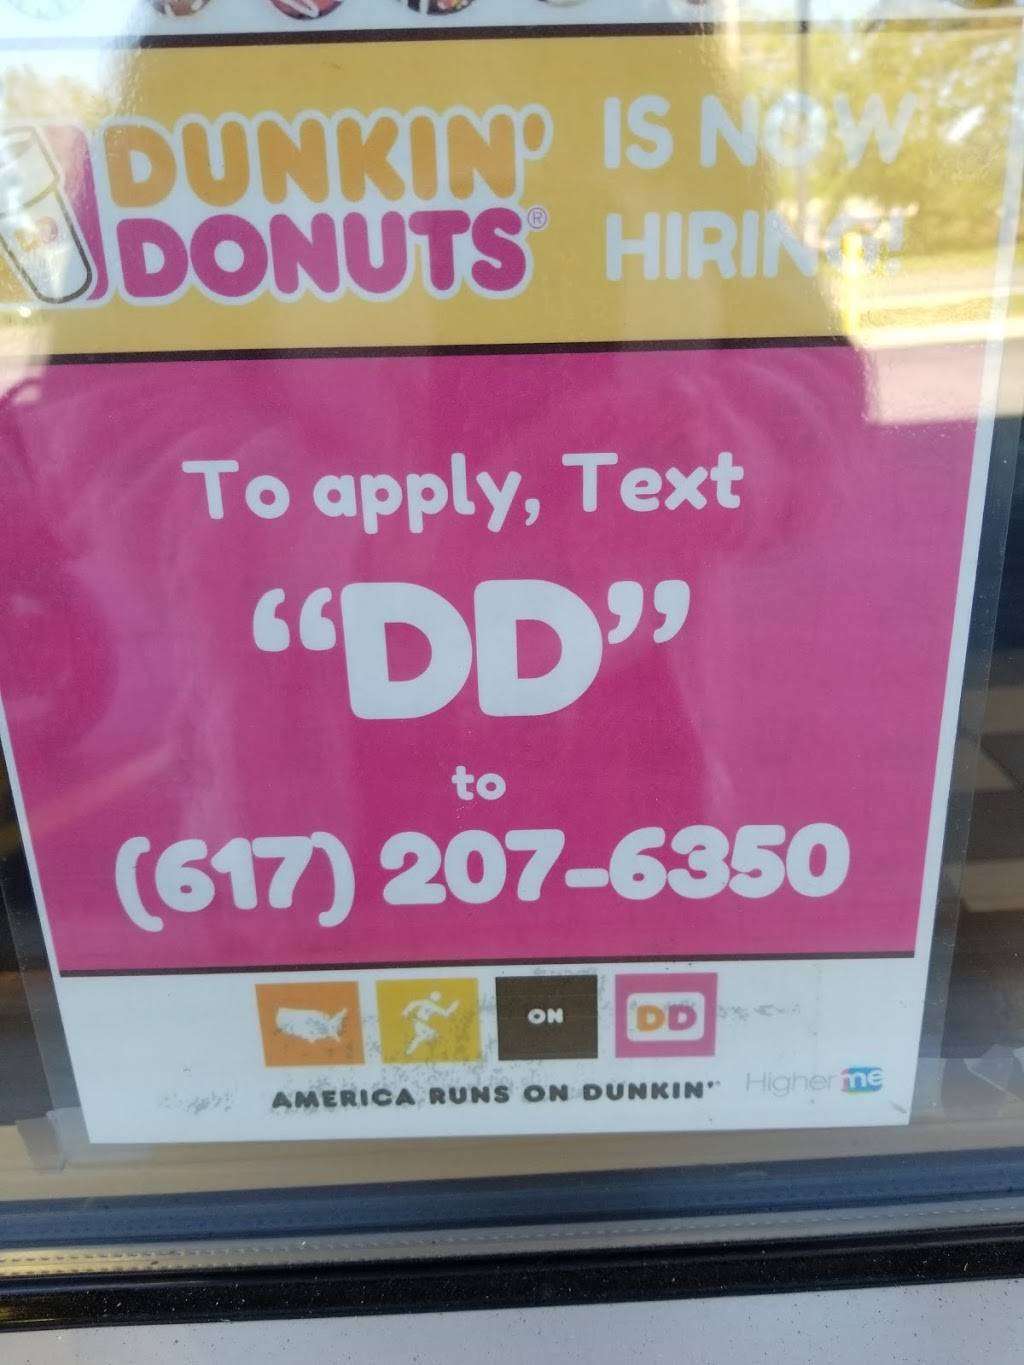 DUNKIN' IS NOW
DONUTS® HIRING!
To apply, Text
“DD”
to
(617) 207-6350
ON DD
AMERICA RUNS ON DUNKIN'
Higher me